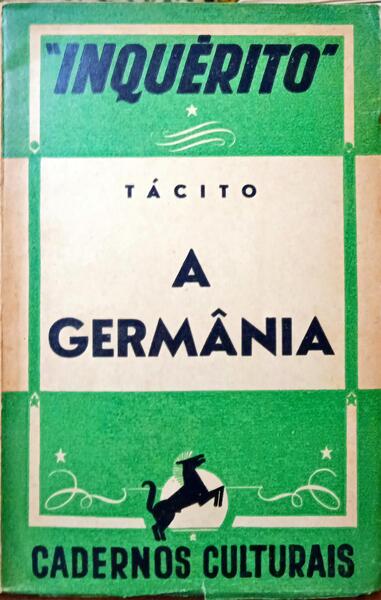 "INQUÉRITO"
TÁCITO
A
GERMÂNIA
CADERNOS CULTURAIS